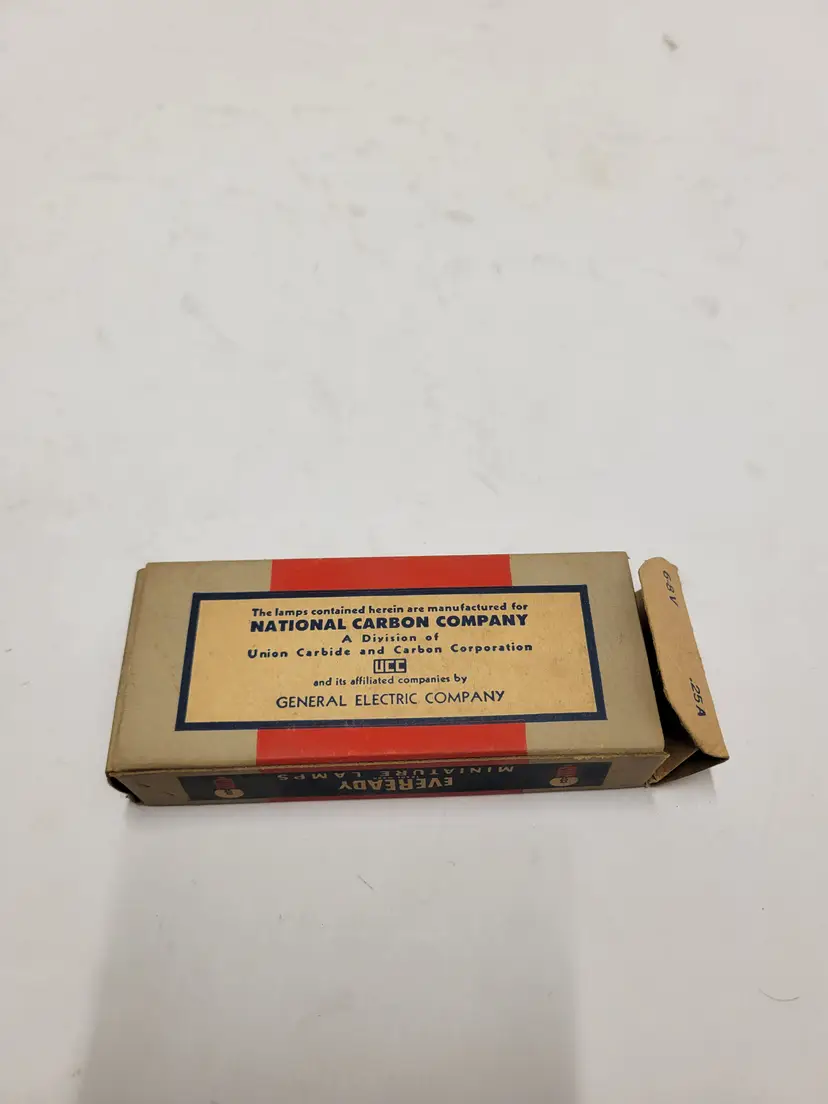 The lamps contained herein are manufactured for
NATIONAL CARBON COMPANY
A Division of
Union Carbide and Carbon Corporation
UCC
and its affiliated companies by
GENERAL ELECTRIC COMPANY
EVEREADY
MINIATURE LAMPS
6-8V
.25A